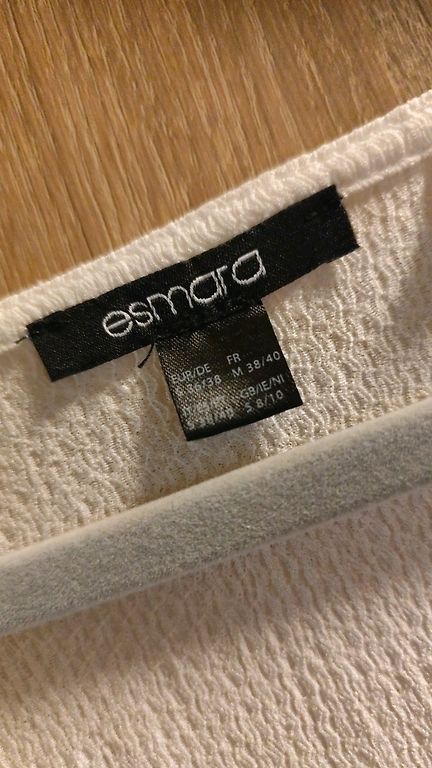 esmara
EUR/DE FR
36/38 M 38/40
GB/IE/NI
S 8/10